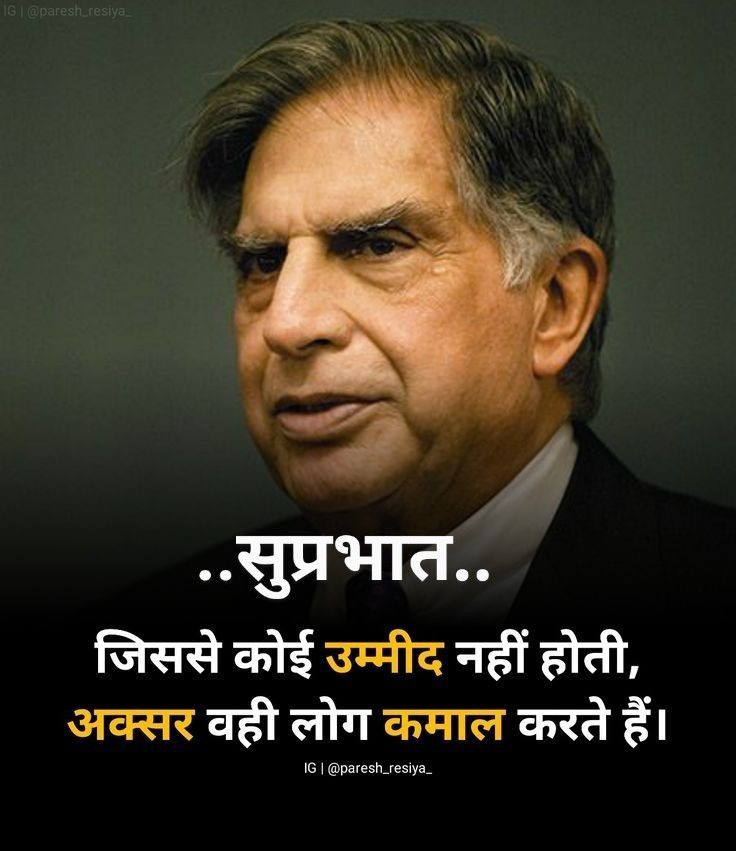 IG | @paresh_resiya_
..सुप्रभात..
जिससे कोई उम्मीद नहीं होती,
अक्सर वही लोग कमाल करते हैं।
IG | @paresh_resiya_